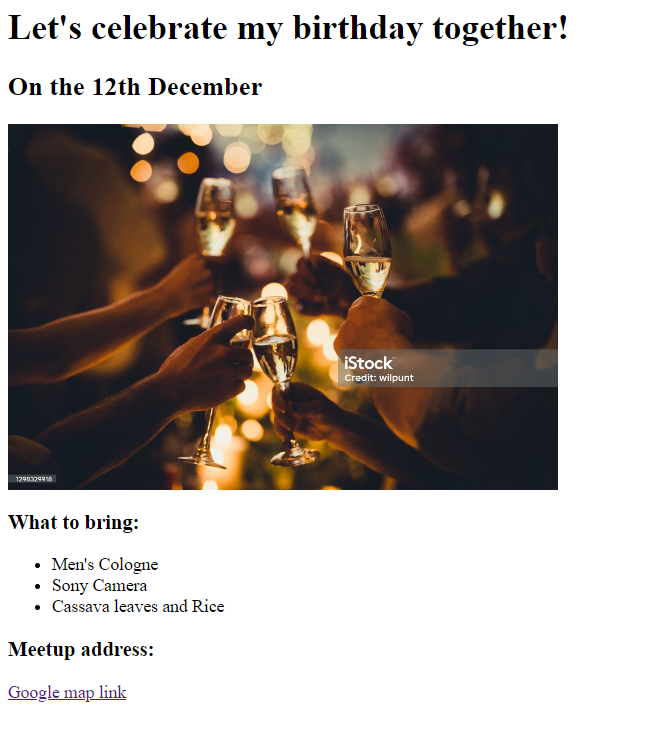 Let's celebrate my birthday together!
On the 12th December
iStock
Credit: wilpunt
1298329918
What to bring:
Men's Cologne
Sony Camera
Cassava leaves and Rice
Meetup address:
Google map link